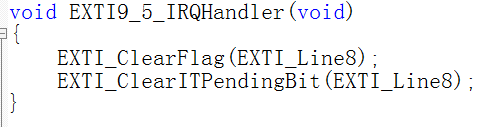 void EXTI9_5_IRQHandler(void)
{
    EXTI_ClearFlag(EXTI_Line8);
    EXTI_ClearITPendingBit(EXTI_Line8);
}